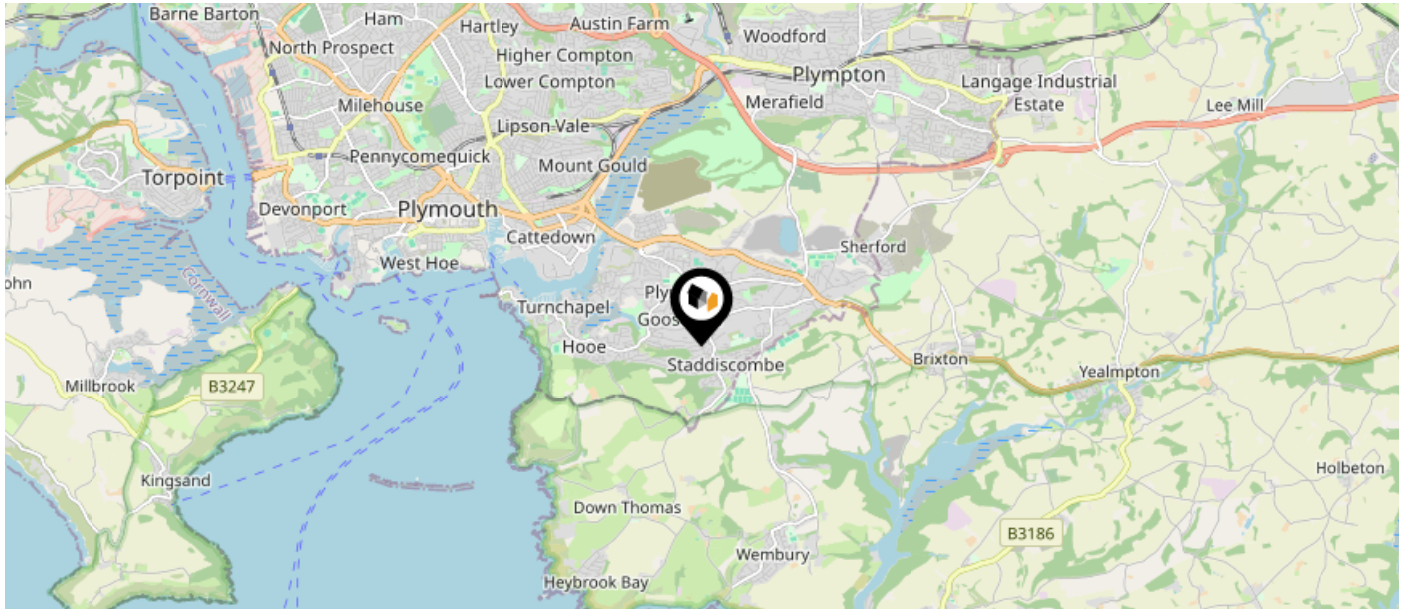 Barne Barton
Ham
Hartley
Austin Farm
Woodford
North Prospect
Higher Compton
Lower Compton
Plympton
Langage Industrial
Estate
Milehouse
Merafield
Lee Mill
Lipson Vale
Pennycomequick
Mount Gould
Torpoint
Devonport
Plymouth
Cattedown
Sherford
West Hoe
Cornwall
ohn
Ply
Turnchapel
Goos
Hooe
Staddiscombe
Brixton
Yealmpton
Millbrook
B3247
Kingsand
Holbeton
Down Thomas
B3186
Wembury
Heybrook Bay